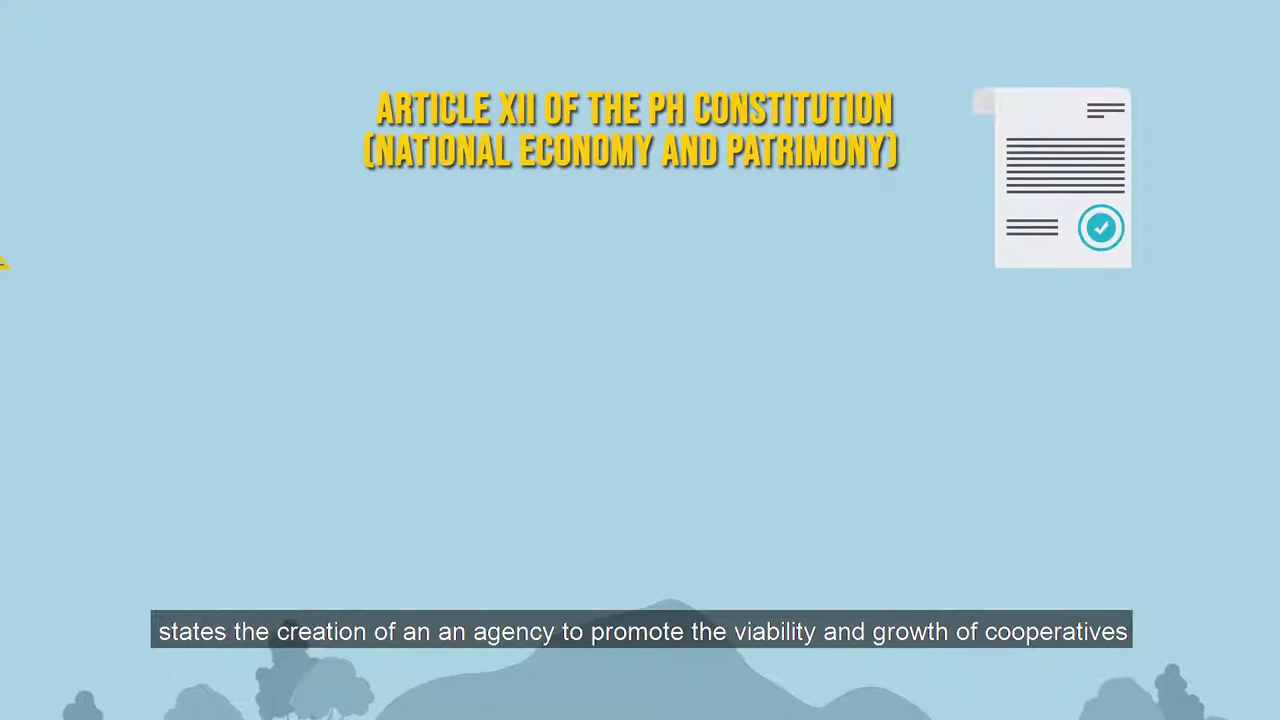 ARTICLE XII OF THE PH CONSTITUTION
(NATIONAL ECONOMY AND PATRIMONY)
states the creation of an an agency to promote the viability and growth of cooperatives